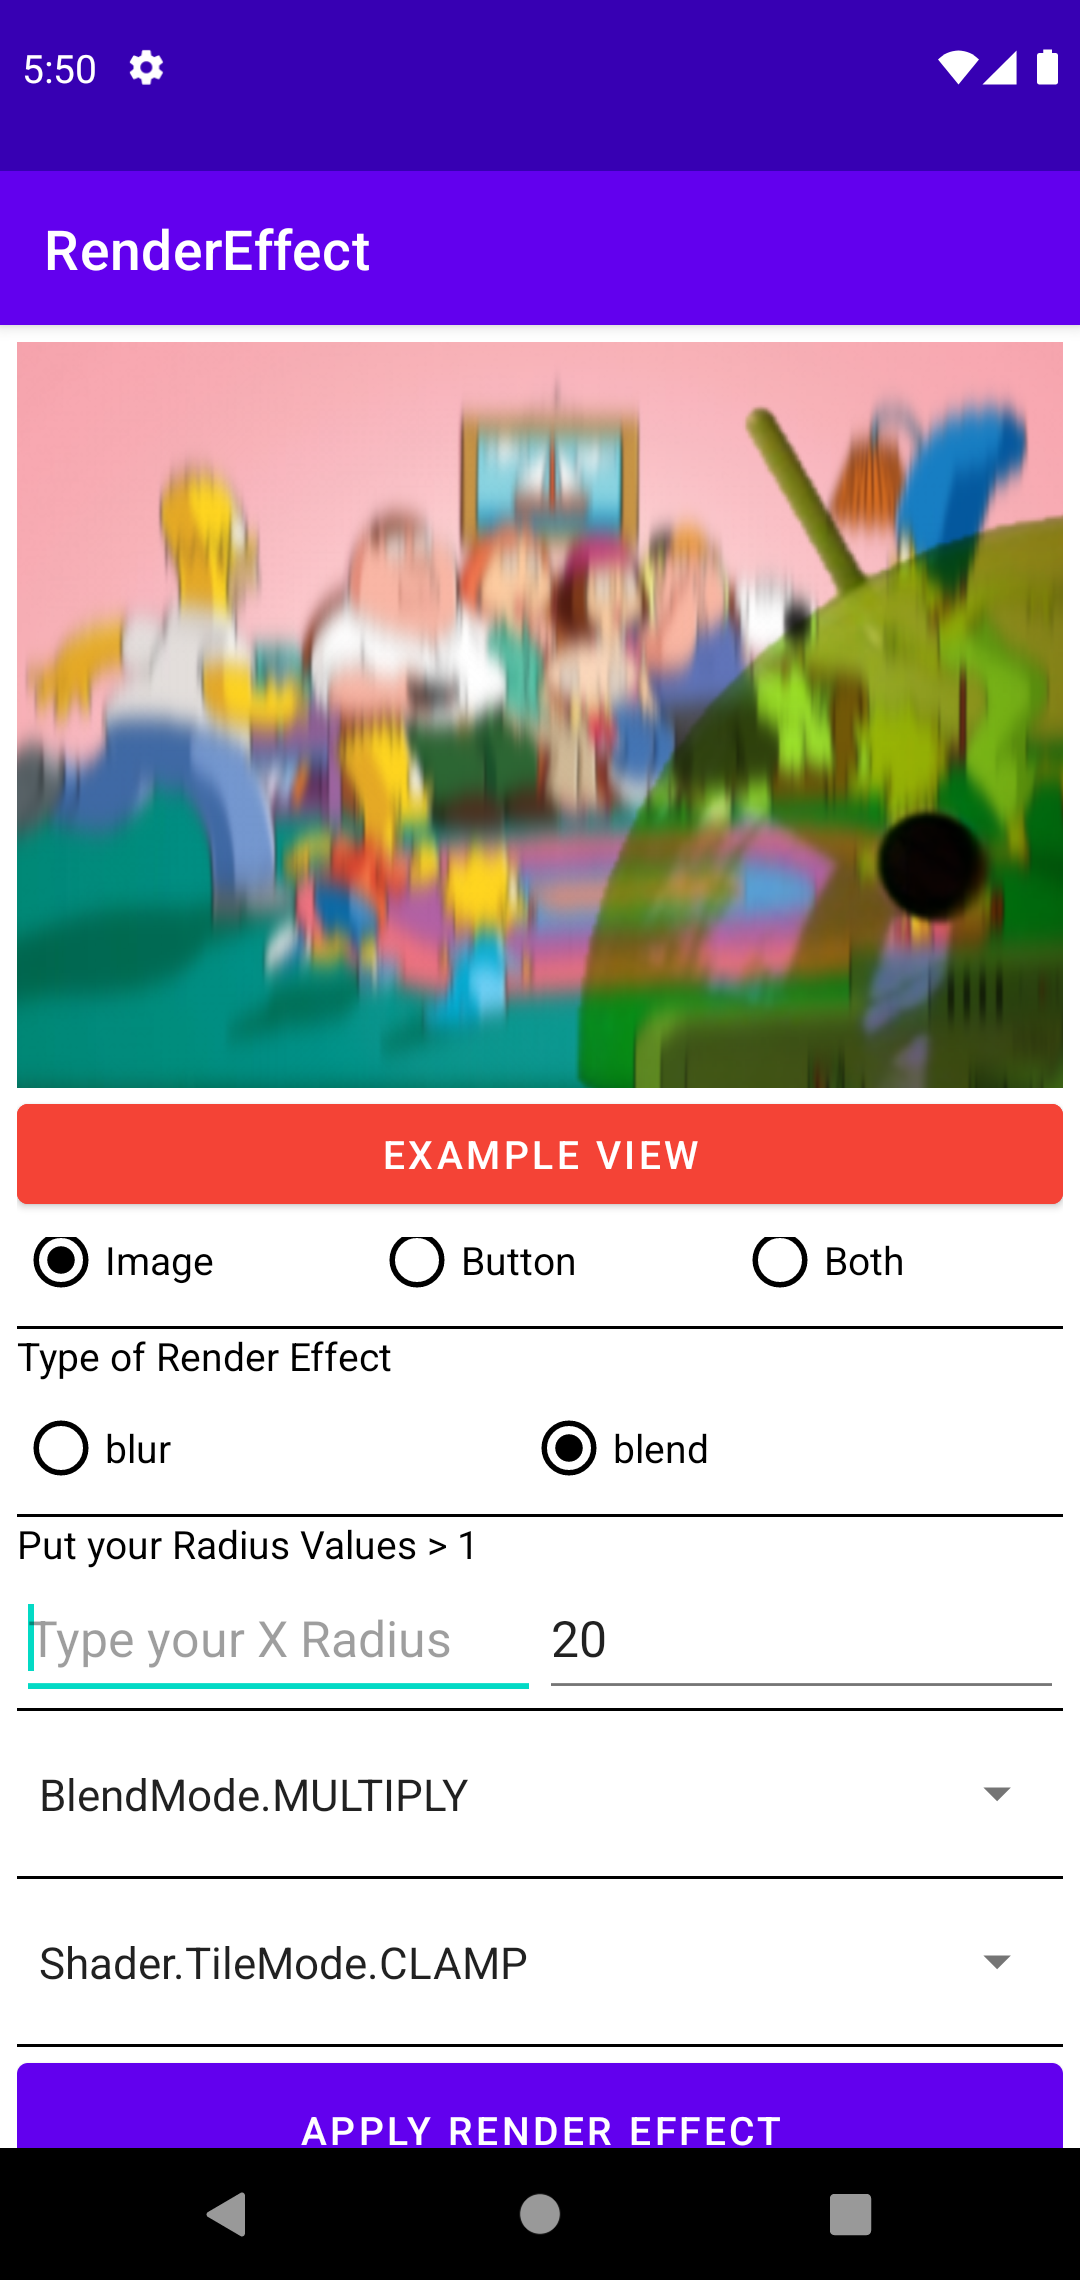 5:50
RenderEffect
EXAMPLE VIEW
Image Button Both
Type of Render Effect
blur blend
Put your Radius Values > 1
Type your X Radius 20
BlendMode.MULTIPLY
Shader.TileMode.CLAMP
APPLY RENDER EFFECT